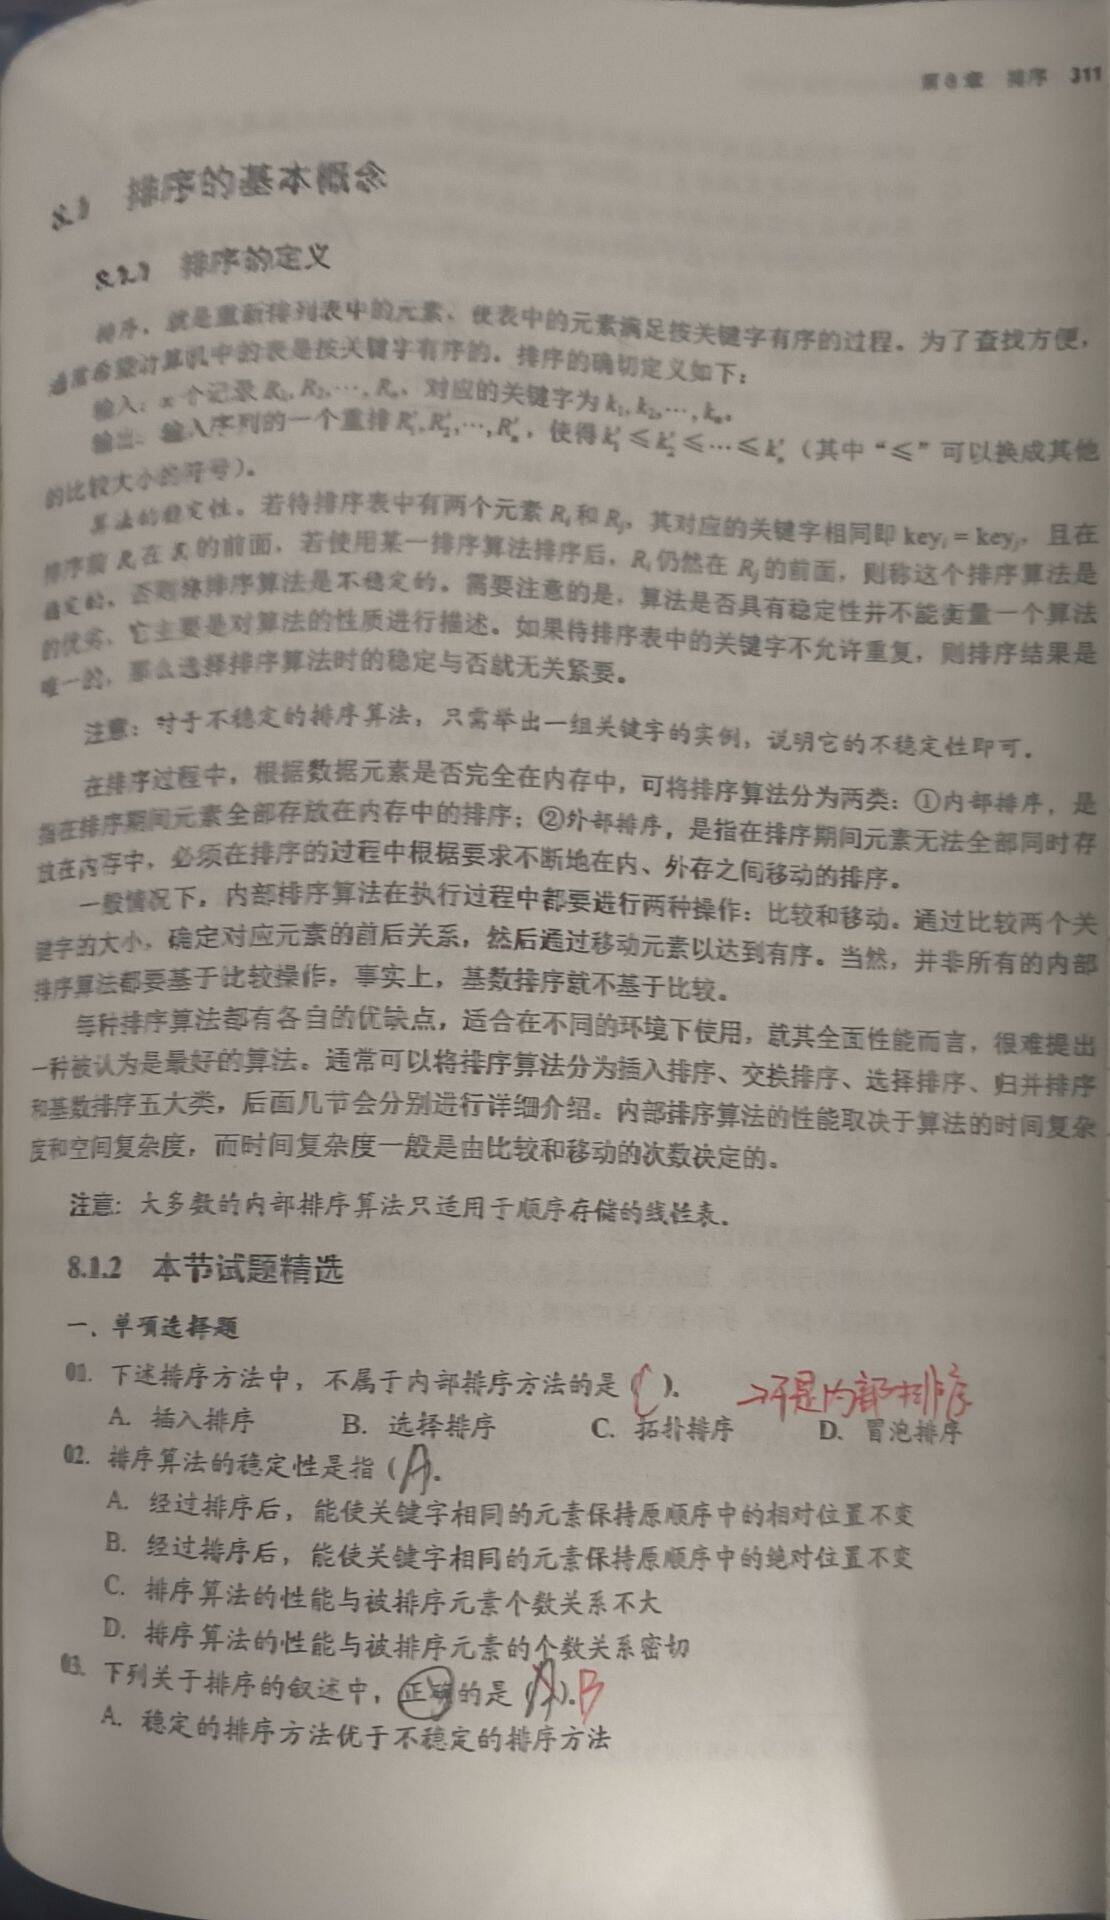 第8章 排序 311
8.1 排序的基本概念
8.1.1 排序的定义
排序，就是重新排列表中的元素，使表中的元素满足按关键字有序的过程。为了查找方便，
通常希望计算机中的表是按关键字有序的。排序的确切定义如下：
输入：n个记录R₁, R₂,…, Rₙ，对应的关键字为k₁, k₂,…, kₙ。
输出：输入序列的一个重排R₁′, R₂′,…, Rₙ′，使得k₁′≤k₂′≤…≤kₙ′（其中“≤”可以换成其他
的比较大小的符号）。
算法的稳定性。若待排序表中有两个元素Rᵢ和Rⱼ，其对应的关键字相同即keyᵢ = keyⱼ，且在
排序前Rᵢ在Rⱼ的前面，若使用某一排序算法排序后，Rᵢ仍然在Rⱼ的前面，则称这个排序算法是
稳定的，否则称排序算法是不稳定的。需要注意的是，算法是否具有稳定性并不能衡量一个算法
的优劣，它主要是对算法的性质进行描述。如果待排序表中的关键字不允许重复，则排序结果是
唯一的，那么选择排序算法时的稳定与否就无关紧要。
注意：对于不稳定的排序算法，只需举出一组关键字的实例，说明它的不稳定性即可。
在排序过程中，根据数据元素是否完全在内存中，可将排序算法分为两类：①内部排序，是
指在排序期间元素全部存放在内存中的排序；②外部排序，是指在排序期间元素无法全部同时存
放在内存中，必须在排序的过程中根据要求不断地在内、外存之间移动的排序。
一般情况下，内部排序算法在执行过程中都要进行两种操作：比较和移动。通过比较两个关
键字的大小，确定对应元素的前后关系，然后通过移动元素以达到有序。当然，并非所有的内部
排序算法都要基于比较操作，事实上，基数排序就不基于比较。
每种排序算法都有各自的优缺点，适合在不同的环境下使用，就其全面性能而言，很难提出
一种被认为是最好的算法。通常可以将排序算法分为插入排序、交换排序、选择排序、归并排序
和基数排序五大类，后面几节会分别进行详细介绍。内部排序算法的性能取决于算法的时间复杂
度和空间复杂度，而时间复杂度一般是由比较和移动的次数决定的。
注意：大多数的内部排序算法只适用于顺序存储的线性表。
8.1.2 本节试题精选
一、单项选择题
01. 下述排序方法中，不属于内部排序方法的是（C）。 →不是内部排序
A. 插入排序 B. 选择排序 C. 拓扑排序 D. 冒泡排序
02. 排序算法的稳定性是指（A）。
A. 经过排序后，能使关键字相同的元素保持原顺序中的相对位置不变
B. 经过排序后，能使关键字相同的元素保持原顺序中的绝对位置不变
C. 排序算法的性能与被排序元素个数关系不大
D. 排序算法的性能与被排序元素的个数关系密切
03. 下列关于排序的叙述中，正确的是（A）。B
A. 稳定的排序方法优于不稳定的排序方法